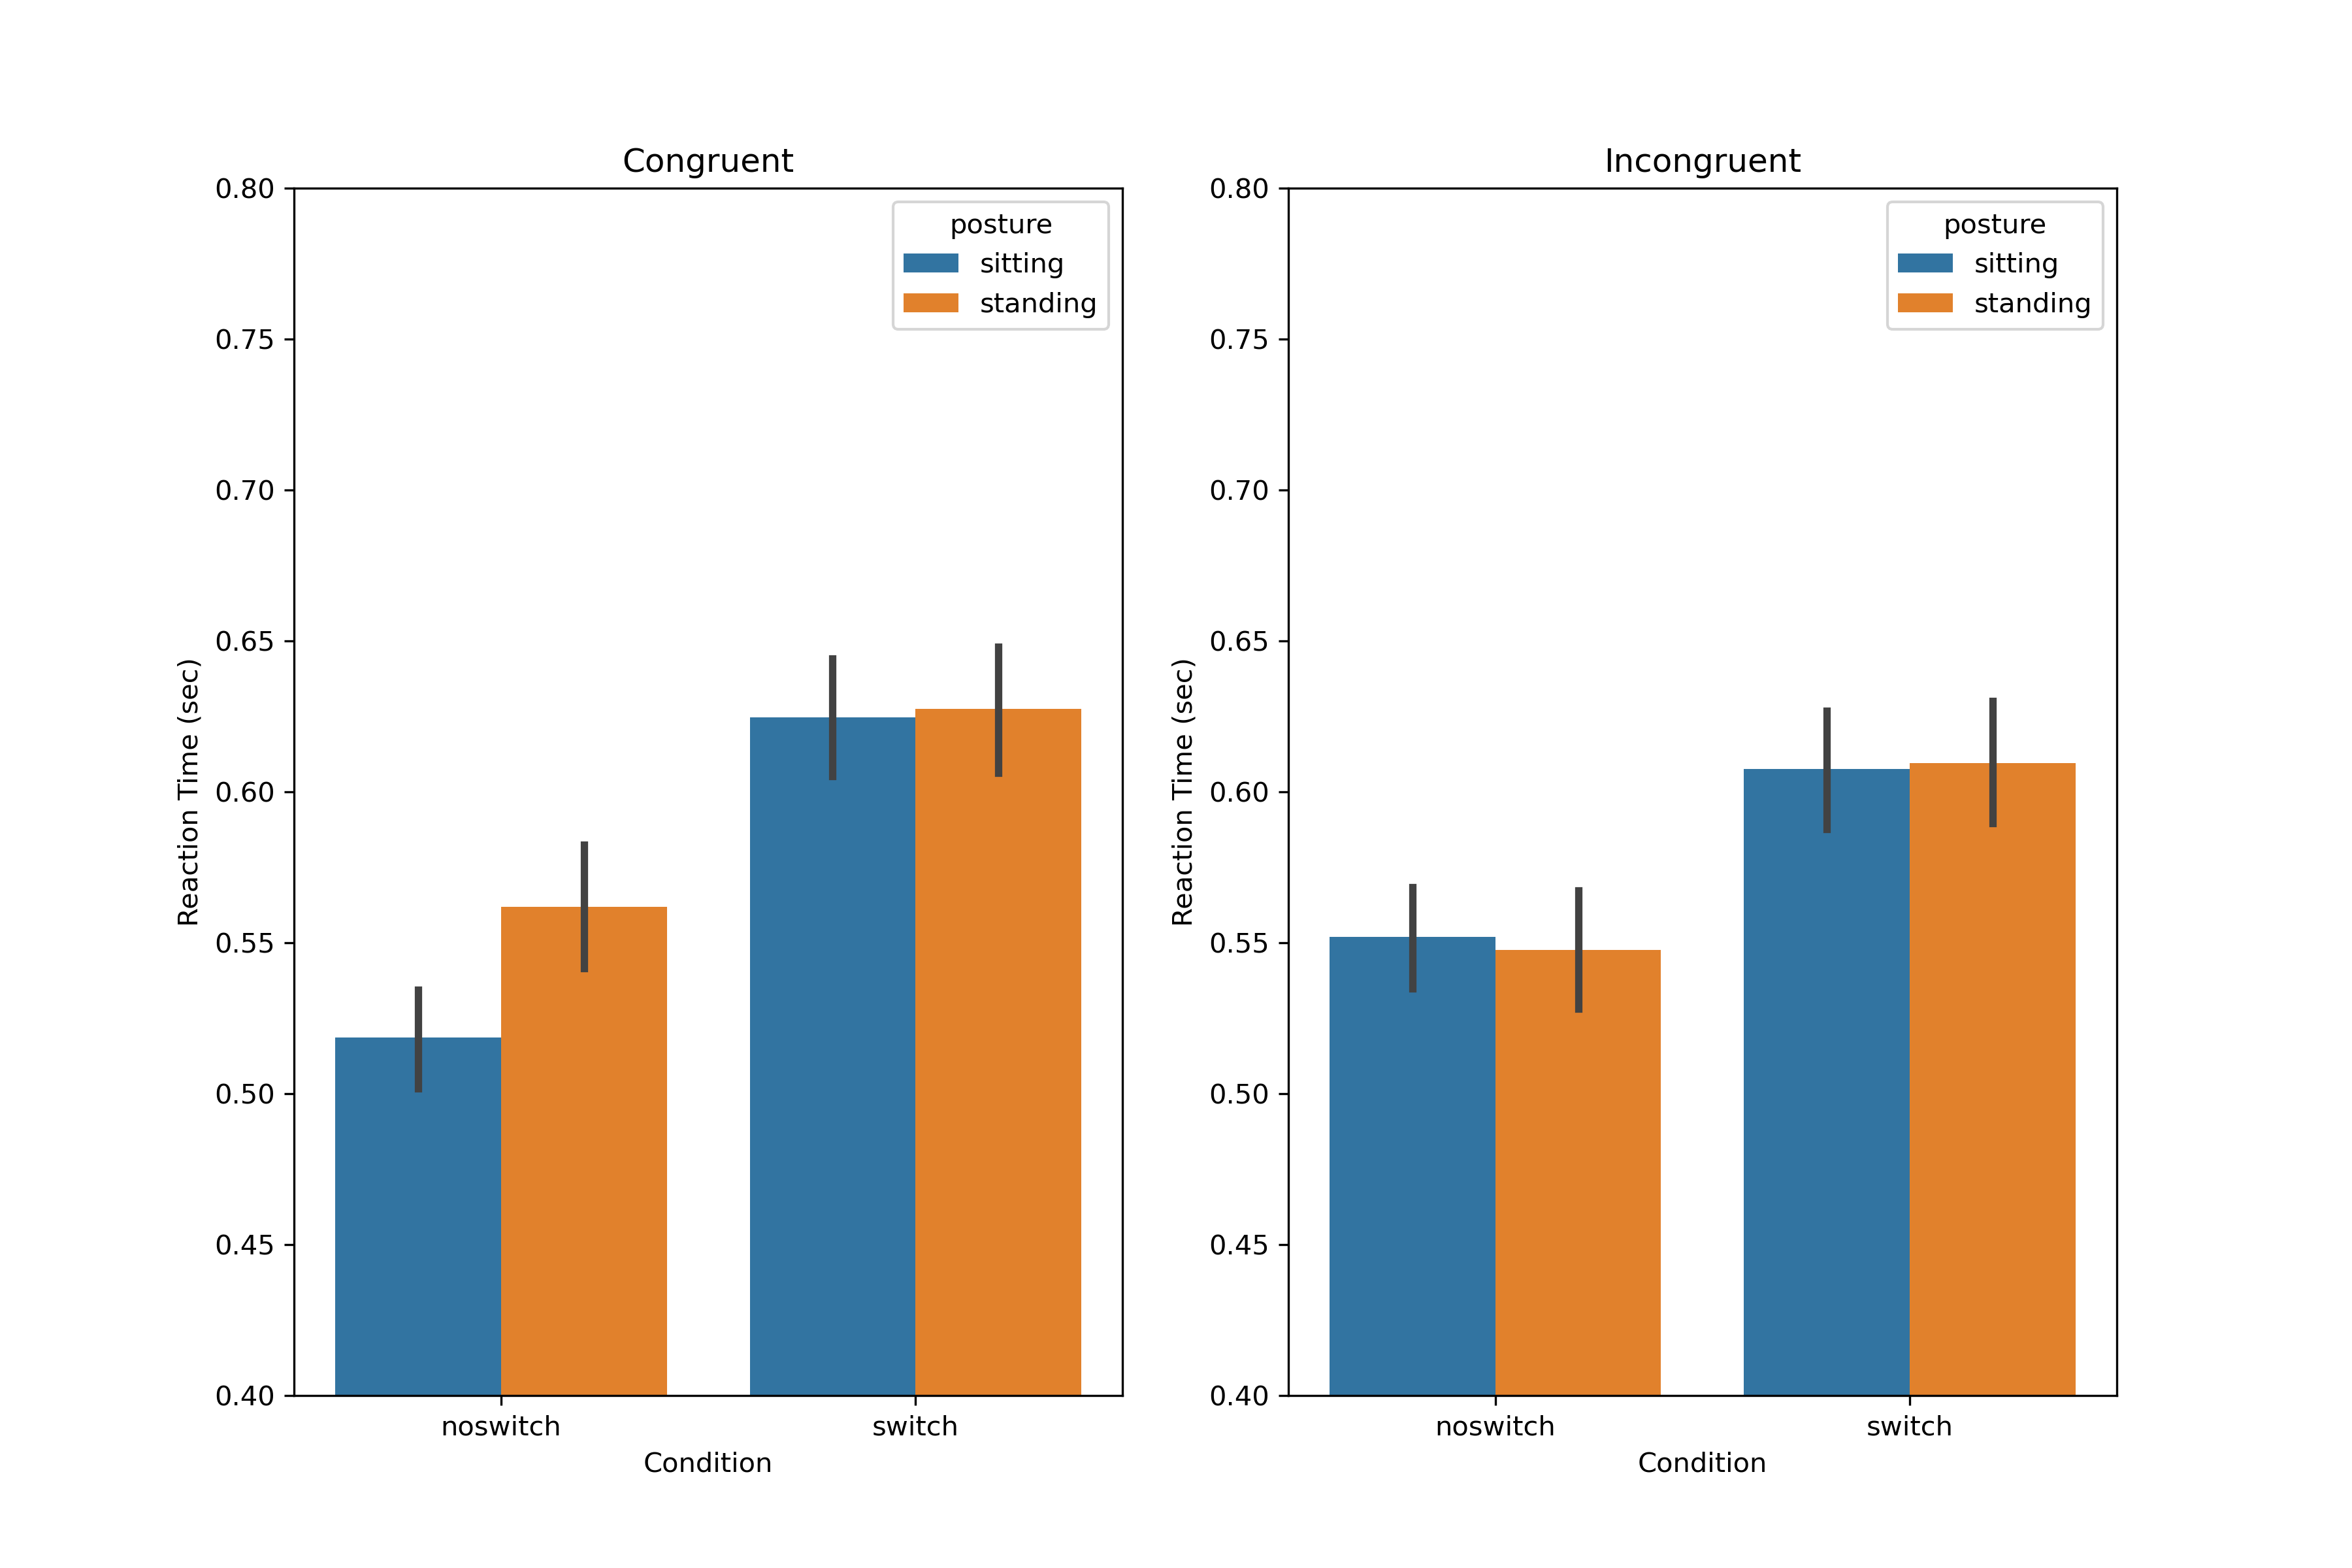 Congruent
0.80
0.75
0.70
0.65
0.60
0.55
0.50
0.45
0.40
Reaction Time (sec)
posture
sitting
standing
noswitch switch
Condition
Incongruent
0.80
0.75
0.70
0.65
0.60
0.55
0.50
0.45
0.40
Reaction Time (sec)
posture
sitting
standing
noswitch switch
Condition